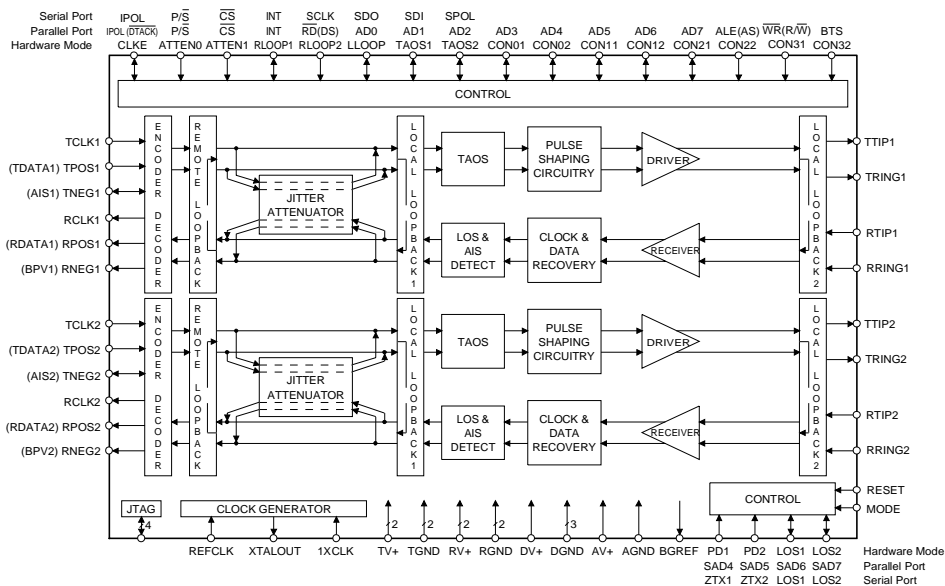 Serial Port IPOL P/S CS INT SCLK SDO SDI SPOL
Parallel Port IPOL (DTACK) P/S CS INT RD(DS) AD0 AD1 AD2 AD3 AD4 AD5 AD6 AD7 ALE(AS) WR(R/W) BTS
Hardware Mode CLKE ATTEN0 ATTEN1 RLOOP1 RLOOP2 LLOOP TAOS1 TAOS2 CON01 CON02 CON11 CON12 CON21 CON22 CON31 CON32
CONTROL
TCLK1
(TDATA1) TPOS1
(AIS1) TNEG1
RCLK1
(RDATA1) RPOS1
(BPV1) RNEG1
ENCODER
DECODER
REMOTE LOOPBACK
JITTER
ATTENUATOR
LOCAL LOOPBACK1
TAOS
PULSE
SHAPING
CIRCUITRY
DRIVER
LOS &
AIS
DETECT
CLOCK &
DATA
RECOVERY
RECEIVER
LOCAL LOOPBACK2
TTIP1
TRING1
RTIP1
RRING1
TCLK2
(TDATA2) TPOS2
(AIS2) TNEG2
RCLK2
(RDATA2) RPOS2
(BPV2) RNEG2
ENCODER
DECODER
REMOTE LOOPBACK
JITTER
ATTENUATOR
LOCAL LOOPBACK1
TAOS
PULSE
SHAPING
CIRCUITRY
DRIVER
LOS &
AIS
DETECT
CLOCK &
DATA
RECOVERY
RECEIVER
LOCAL LOOPBACK2
TTIP2
TRING2
RTIP2
RRING2
JTAG
4
CLOCK GENERATOR
2 2 2 2 3
CONTROL
RESET
MODE
REFCLK XTALOUT 1XCLK TV+ TGND RV+ RGND DV+ DGND AV+ AGND BGREF PD1 PD2 LOS1 LOS2 Hardware Mode
SAD4 SAD5 SAD6 SAD7 Parallel Port
ZTX1 ZTX2 LOS1 LOS2 Serial Port